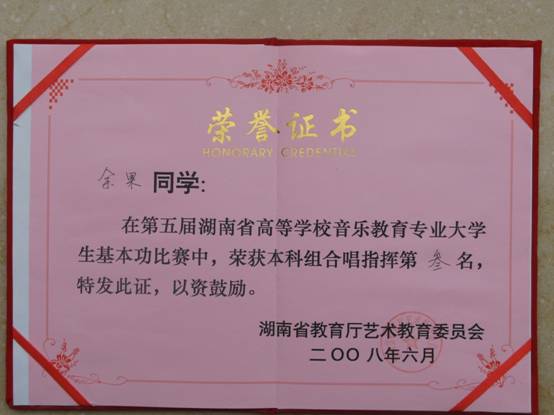 荣誉证书
HONORARY CREDENTIAL
余果 同学:
在第五届湖南省高等学校音乐教育专业大学
生基本功比赛中，荣获本科组合唱指挥第 叁 名，
特发此证，以资鼓励。
湖南省教育厅艺术教育委员会
二〇〇八年六月